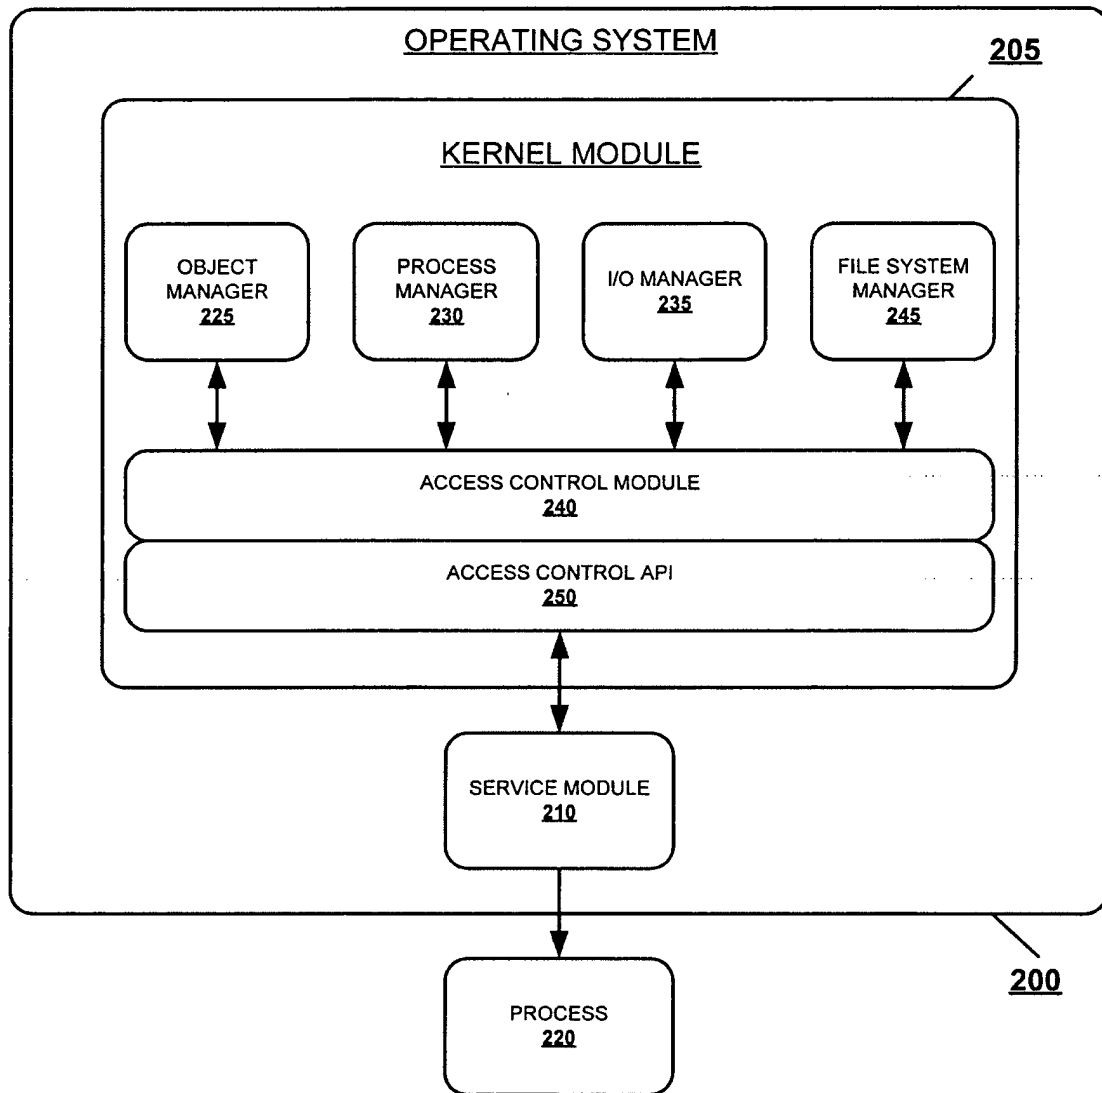 OPERATING SYSTEM
205
KERNEL MODULE
OBJECT
MANAGER
225
PROCESS
MANAGER
230
I/O MANAGER
235
FILE SYSTEM
MANAGER
245
ACCESS CONTROL MODULE
240
ACCESS CONTROL API
250
SERVICE MODULE
210
200
PROCESS
220